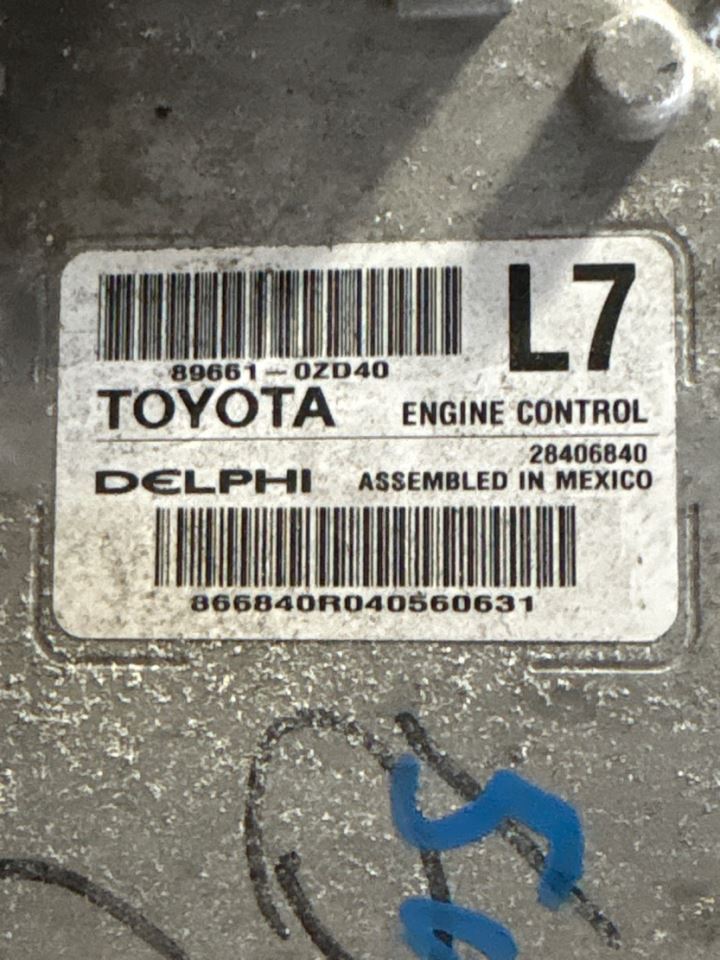 L7
89661-0ZD40
TOYOTA ENGINE CONTROL
28406840
DELPHI ASSEMBLED IN MEXICO
866840R040560631